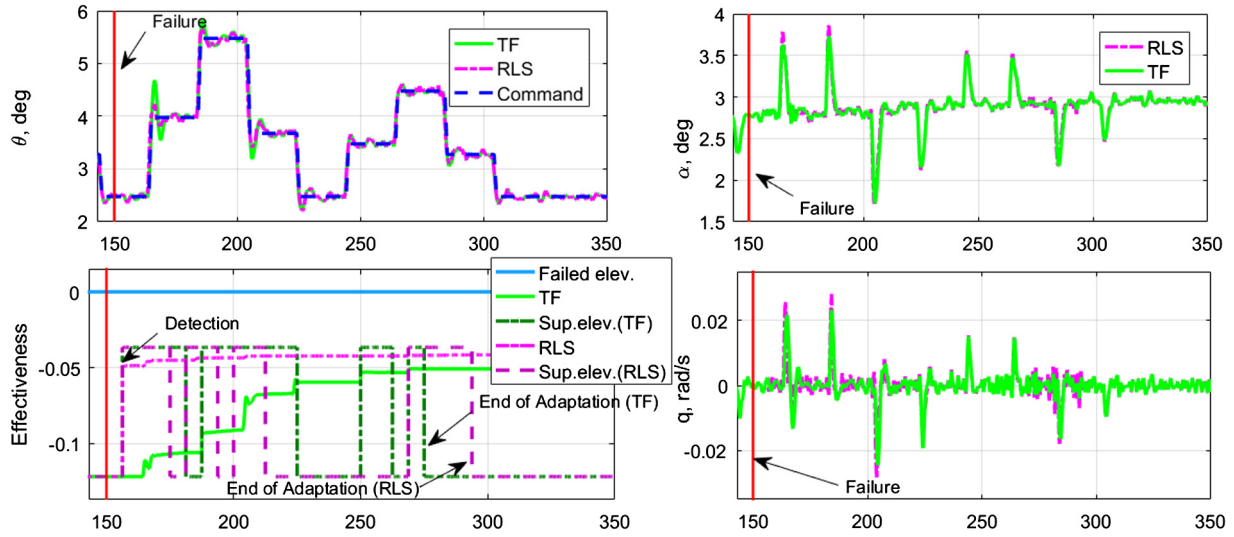 6
5
4
3
2
θ, deg
Failure
TF
RLS
Command
150
200
250
300
350
4
3.5
3
2.5
2
1.5
α, deg
RLS
TF
Failure
150
200
250
300
350
0
-0.05
-0.1
Effectiveness
Detection
Failed elev.
TF
Sup.elev.(TF)
RLS
Sup.elev.(RLS)
End of Adaptation (TF)
End of Adaptation (RLS)
150
200
250
300
350
0.02
0
-0.02
q, rad/s
Failure
150
200
250
300
350